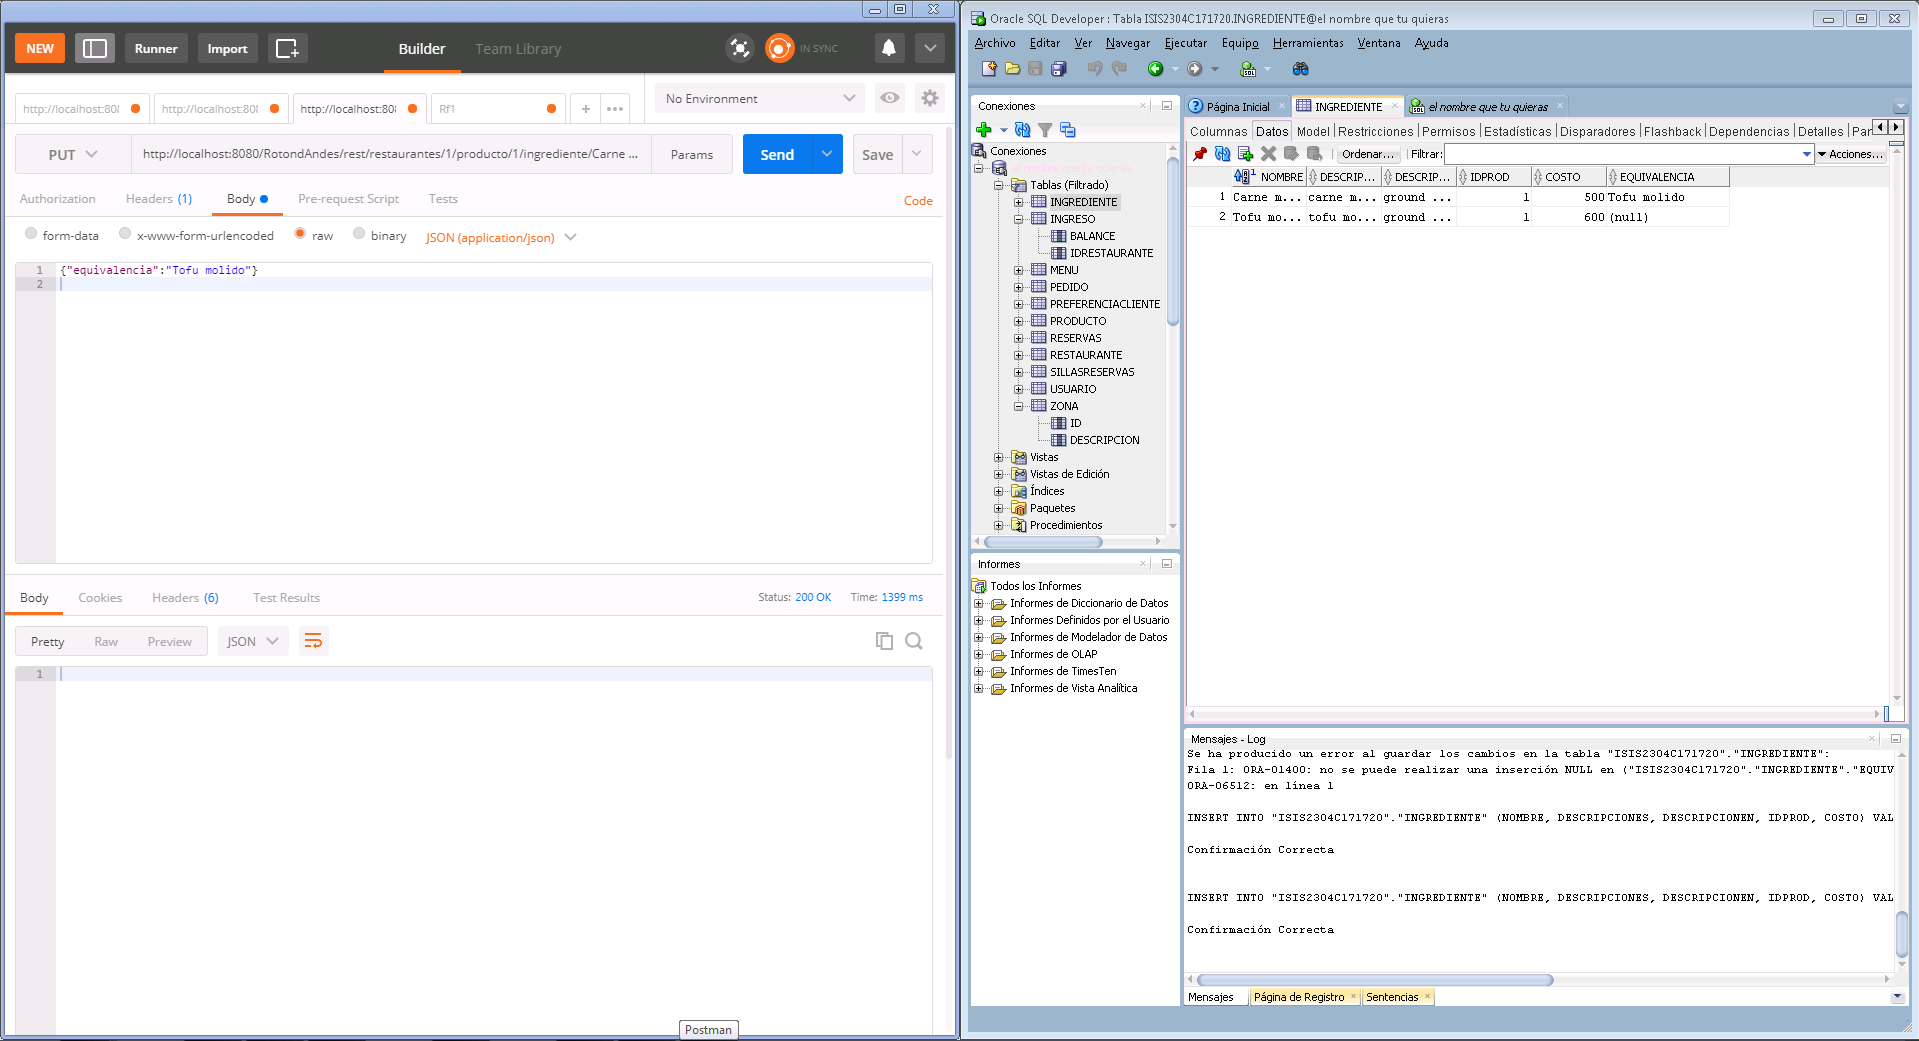 NEW
Runner
Import
Builder
Team Library
IN SYNC
http://localhost:808
http://localhost:808
http://localhost:808
Rf1
+
•••
No Environment
PUT
http://localhost:8080/RotondAndes/rest/restaurantes/1/producto/1/ingrediente/Carne ...
Params
Send
Save
Authorization
Headers (1)
Body
Pre-request Script
Tests
Code
form-data
x-www-form-urlencoded
raw
binary
JSON (application/json)
1 {"equivalencia":"Tofu molido"}
2
Body
Cookies
Headers (6)
Test Results
Status: 200 OK
Time: 1399 ms
Pretty
Raw
Preview
JSON
1
Postman
Oracle SQL Developer : Tabla ISIS2304C171720.INGREDIENTE@el nombre que tu quieras
Archivo Editar Ver Navegar Ejecutar Equipo Herramientas Ventana Ayuda
Conexiones
Conexiones
el nombre que tu quieras
Tablas (Filtrado)
INGREDIENTE
INGRESO
BALANCE
IDRESTAURANTE
MENU
PEDIDO
PREFERENCIACLIENTE
PRODUCTO
RESERVAS
RESTAURANTE
SILLASRESERVAS
USUARIO
ZONA
ID
DESCRIPCION
Vistas
Vistas de Edición
Índices
Paquetes
Procedimientos
Informes
Todos los Informes
Informes de Diccionario de Datos
Informes Definidos por el Usuario
Informes de Modelador de Datos
Informes de OLAP
Informes de TimesTen
Informes de Vista Analítica
Página Inicial
INGREDIENTE
el nombre que tu quieras
Columnas Datos Model Restricciones Permisos Estadísticas Disparadores Flashback Dependencias Detalles Par
Ordenar...
Filtrar:
Acciones...
NOMBRE DESCRIP... DESCRIP... IDPROD COSTO EQUIVALENCIA
1 Carne m... carne m... ground ... 1 500 Tofu molido
2 Tofu mo... tofu mo... ground ... 1 600 (null)
Mensajes - Log
Se ha producido un error al guardar los cambios en la tabla "ISIS2304C171720"."INGREDIENTE":
Fila 1: ORA-01400: no se puede realizar una inserción NULL en ("ISIS2304C171720"."INGREDIENTE"."EQUIV
ORA-06512: en línea 1
INSERT INTO "ISIS2304C171720"."INGREDIENTE" (NOMBRE, DESCRIPCIONES, DESCRIPCIONEN, IDPROD, COSTO) VAL
Confirmación Correcta
INSERT INTO "ISIS2304C171720"."INGREDIENTE" (NOMBRE, DESCRIPCIONES, DESCRIPCIONEN, IDPROD, COSTO) VAL
Confirmación Correcta
Mensajes
Página de Registro
Sentencias